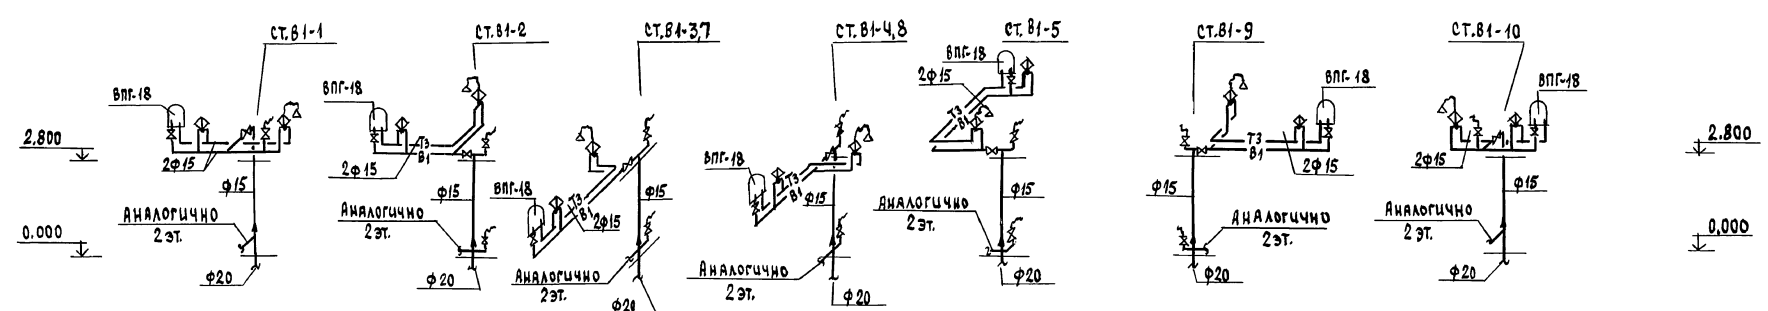 СТ.В1-1
СТ.В1-2
СТ.В1-3,7
СТ.В1-4,8
СТ.В1-5
СТ.В1-9
СТ.В1-10
ВПГ-18
2Ф15
2.800
Ф15
АНАЛОГИЧНО
2 ЭТ.
0.000
Ф20
ВПГ-18
Т3
В1
2Ф15
Ф15
АНАЛОГИЧНО
2 ЭТ.
Ф20
ВПГ-18
Т3
В1
2Ф15
Ф15
АНАЛОГИЧНО
2 ЭТ.
Ф20
ВПГ-18
Т3
В1
Ф15
АНАЛОГИЧНО
2 ЭТ.
Ф20
ВПГ-18
2Ф15
Т3
В1
Ф15
АНАЛОГИЧНО
2 ЭТ.
Ф20
ВПГ-18
Т3
В1
2Ф15
Ф15
АНАЛОГИЧНО
2 ЭТ.
Ф20
ВПГ-18
2Ф15
Ф15
АНАЛОГИЧНО
2 ЭТ.
Ф20
2.800
0,000